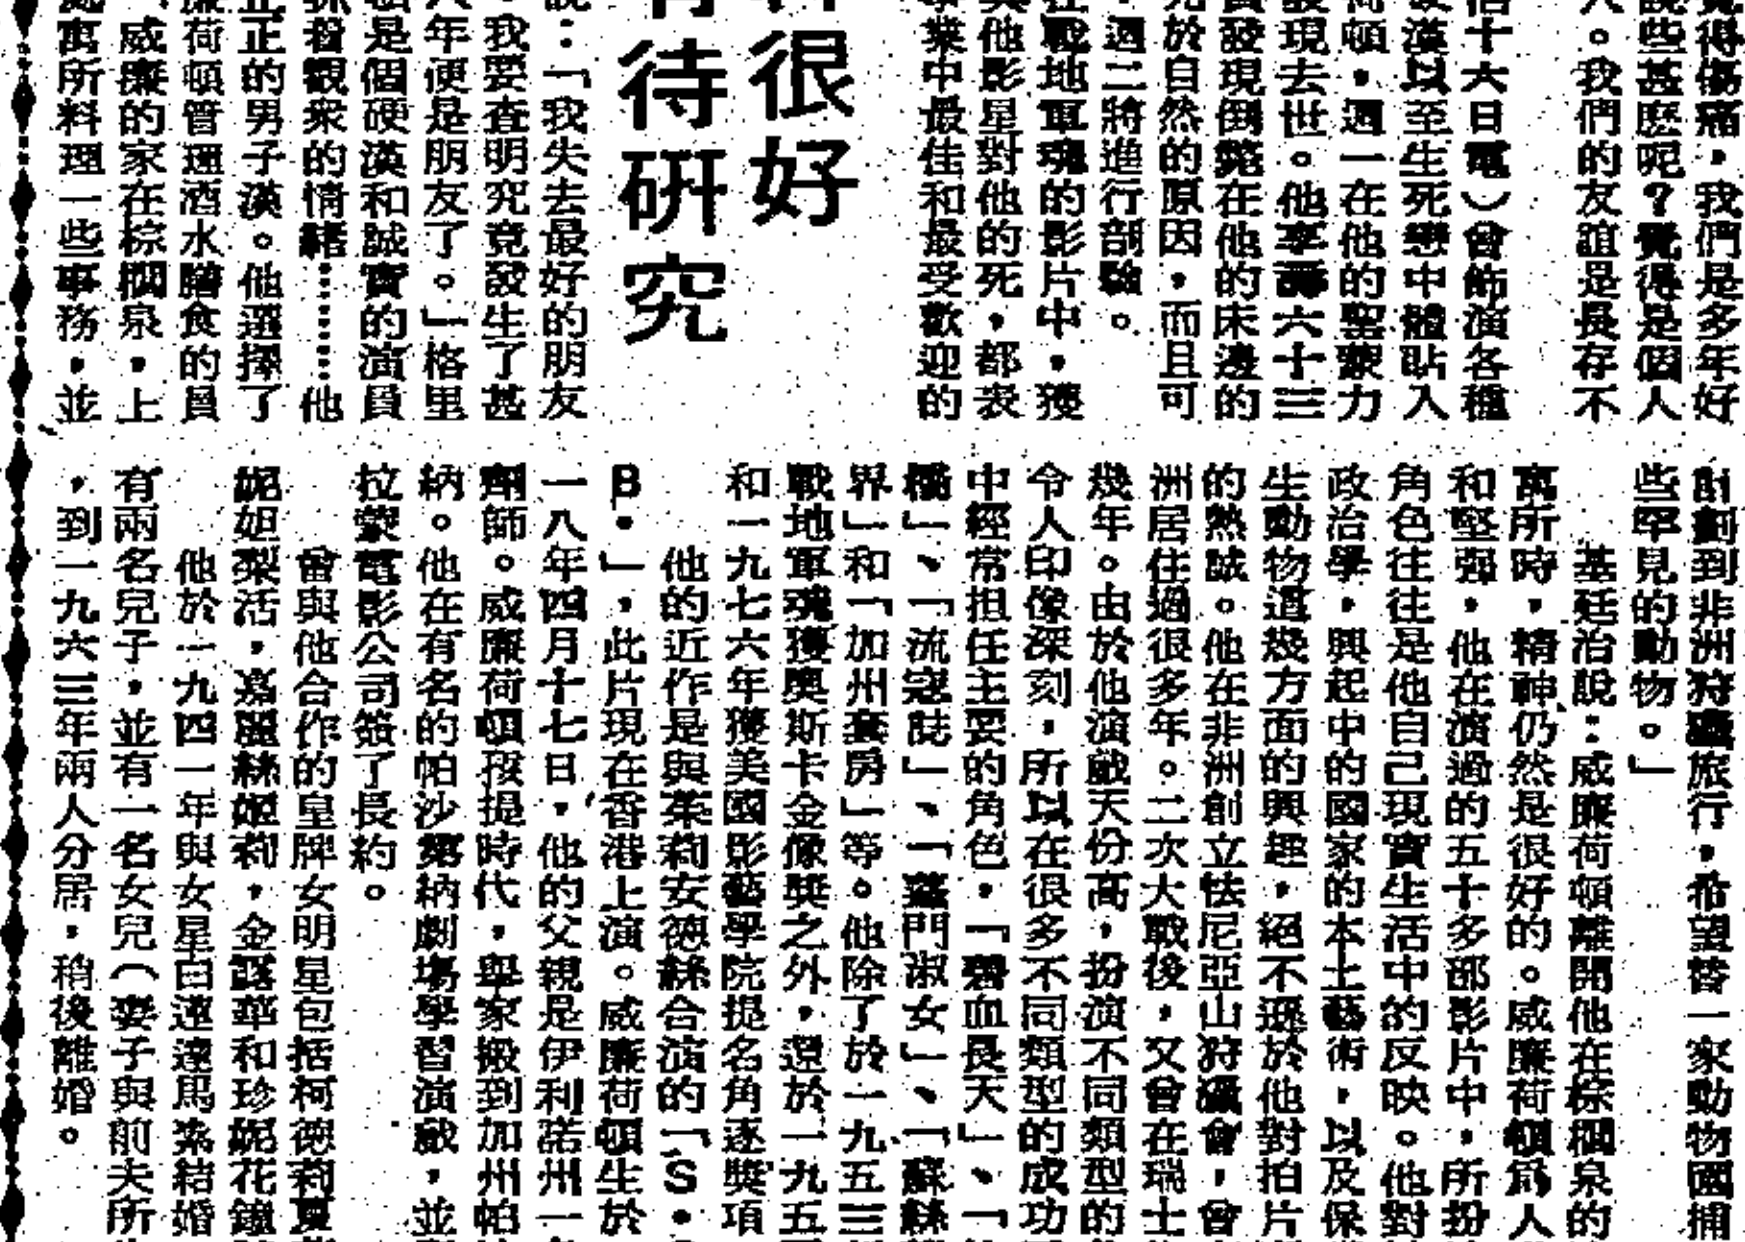 覺得傷痛，我們是多年好
說些甚麽呢？覺得是個人
人。我們的友誼是長存不
信十六日電）曾飾演各種
硬漢以至生死戀中體貼入
荷頓，週一在他的聖蒙力
發現去世。他享壽六十三
發現倒斃在他的床邊的
死於自然的原因，而且可
，週二將進行剖驗。
在戰地軍魂的影片中，獲
與他影星對他的死，都表
事業中最佳和最受歡迎的
很好
待研究
說：「我失去最好的朋友
。我要查明究竟發生了甚
八年便是朋友了。」格里
頓是個硬漢和誠實的演員
抓着觀衆的情緒………他
正正的男子漢。他選擇了
廉荷頓管理酒水膳食的員
，威廉的家在棕櫚泉，上
處寓所料理一些事務，並
計劃到非洲狩獵旅行，希望替一家動物園捕
些罕見的動物。」
基廷治說：威廉荷頓離開他在棕櫚泉的
寓所時，精神仍然是很好的。威廉荷頓爲人
和堅强，他在演過的五十多部影片中，所扮
角色往往是他自己現實生活中的反映。他對
政治學，興起中的國家的本土藝術，以及保
生動物這幾方面的興趣，絕不遜於他對拍片
的熱誠。他在非洲創立怯尼亞山狩獵會，曾
洲居住過很多年。二次大戰後，又曾在瑞士
幾年。由於他演戲天份高，扮演不同類型的
令人印像深刻，所以在很多不同類型的成功
中經常担任主要的角色，「碧血長天」、「
橋」、「流寇誌」、「蓬門淑女」、「蘇絲
界」和「加州套房」等。他除了於一九五三
戰地軍魂獲奧斯卡金像獎之外，還於一九五
和一九七六年獲美國影藝學院提名角逐獎項
他的近作是與茱莉安德絲合演的「S．
B．」，此片現在香港上演。威廉荷頓生於
一八年四月十七日，他的父親是伊利諾州一
劑師。威廉荷頓孩提時代，舉家搬到加州帕
納。他在有名的帕沙第納劇場學習演戲，並
拉蒙電影公司簽了長約。
曾與他合作的皇牌女明星包括柯德莉夏
妮妲梨活，嘉麗絲姬莉，金露華和珍妮花鍾
他於一九四一年與女星白連達馬素結婚
有兩名兒子，並有一名女兒（妻子與前夫所
，到一九六三年兩人分居，稍後離婚。